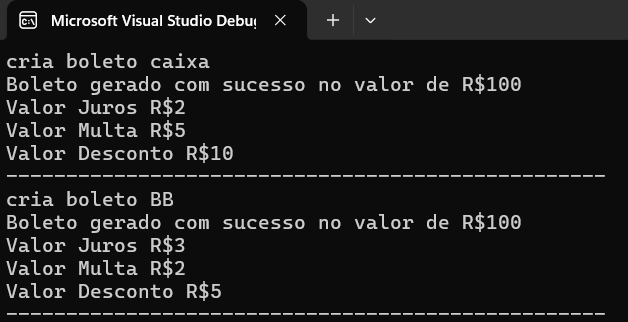 Microsoft Visual Studio Debu
cria boleto caixa
Boleto gerado com sucesso no valor de R$100
Valor Juros R$2
Valor Multa R$5
Valor Desconto R$10
--------------------------------------------------
cria boleto BB
Boleto gerado com sucesso no valor de R$100
Valor Juros R$3
Valor Multa R$2
Valor Desconto R$5
--------------------------------------------------